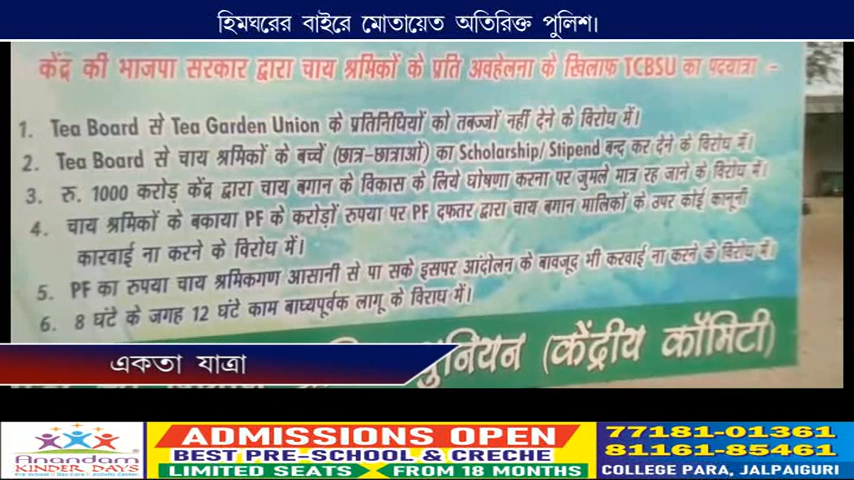 হিমঘরের বাইরে মোতায়েত অতিরিক্ত পুলিশ।
केंद्र की भाजपा सरकार द्वारा चाय श्रमिकों के प्रति अवहेलना के खिलाफ TCBSU का पदयात्रा :-
1. Tea Board से Tea Garden Union के प्रतिनिधियों को तबज्जों नहीं देने के विरोध में।
2. Tea Board से चाय श्रमिकों के बच्चें (छात्र-छात्राओं) का Scholarship/ Stipend बन्द कर देने के विरोध में।
3. रु. 1000 करोड़ केंद्र द्वारा चाय बगान के विकास के लिये घोषणा करना पर जुमले मात्र रह जाने के विरोध में।
4. चाय श्रमिकों के बकाया PF के करोड़ों रुपया पर PF दफतर द्वारा चाय बगान मालिकों के उपर कोई कानूनी
कारवाई ना करने के विरोध में।
5. PF का रुपया चाय श्रमिकगण आसानी से पा सके इसपर आंदोलन के बावजूद भी करवाई ना करने के विरोध में।
6. 8 घंटे के जगह 12 घंटे काम बाध्यपूर्वक लागू के विराध में।
(केंद्रीय कॉमिटी)
একতা যাত্রা
Anandam
KINDER DAYS
ADMISSIONS OPEN
BEST PRE-SCHOOL & CRECHE
LIMITED SEATS FROM 18 MONTHS
77181-01361
81161-85461
COLLEGE PARA, JALPAIGURI